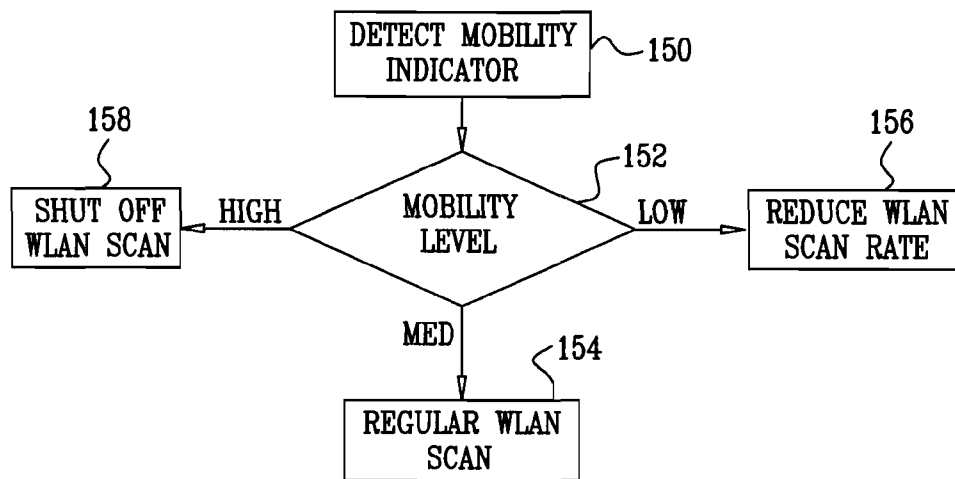 DETECT MOBILITY
INDICATOR
150
158
152
156
SHUT OFF
WLAN SCAN
HIGH
MOBILITY
LEVEL
LOW
REDUCE WLAN
SCAN RATE
MED
154
REGULAR WLAN
SCAN